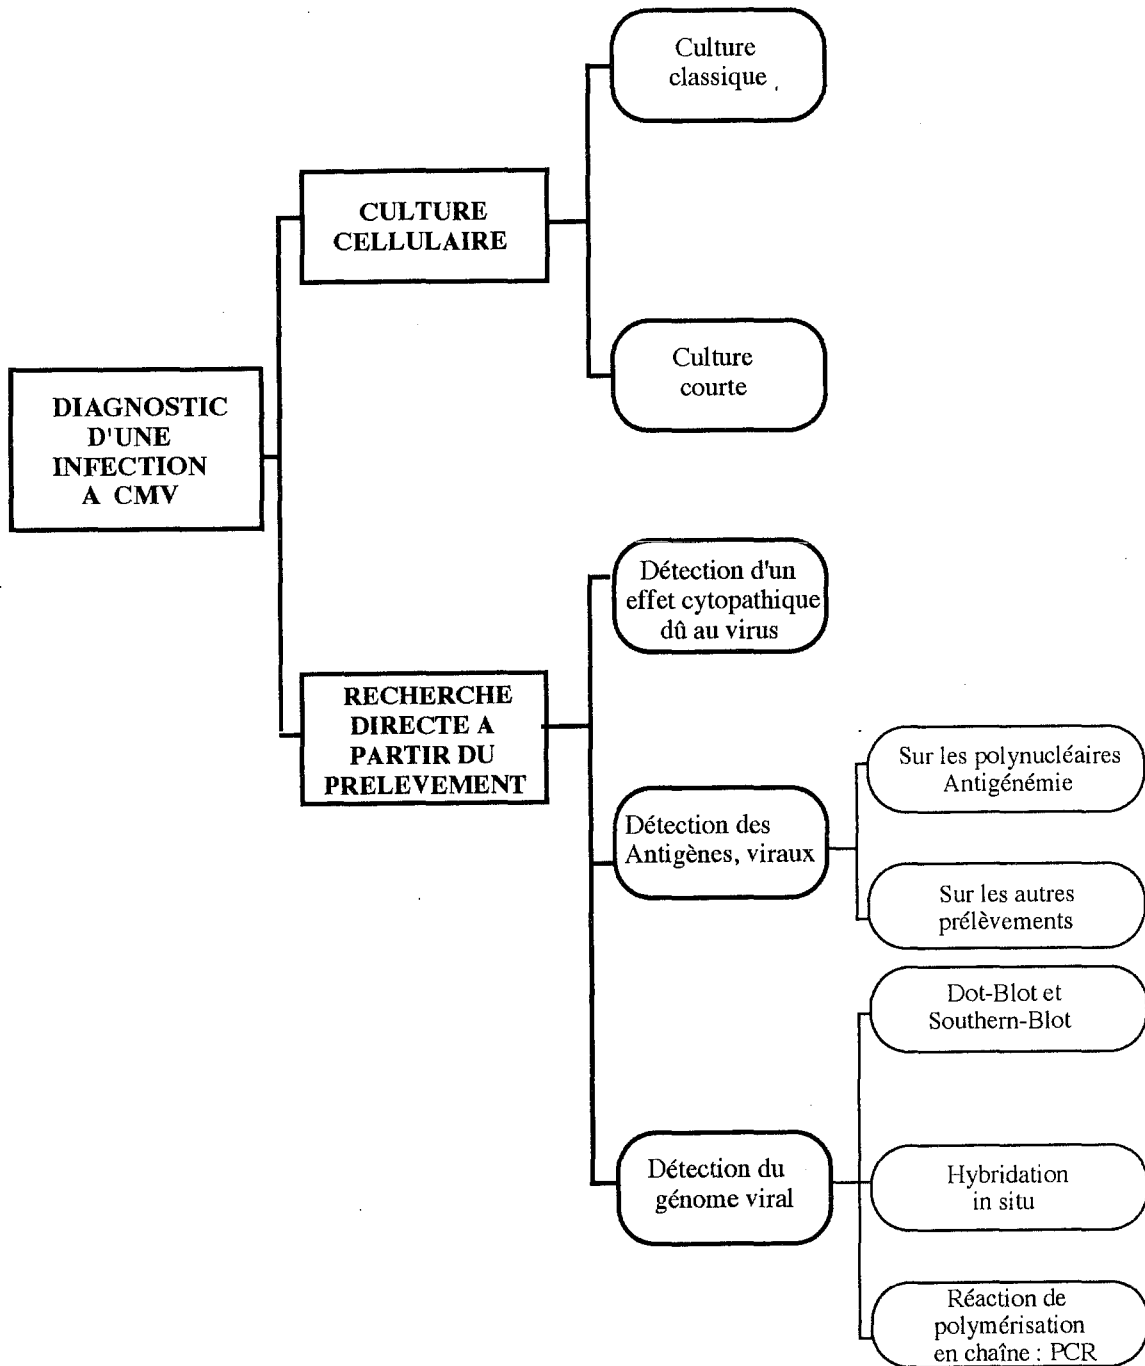 Culture
classique
CULTURE
CELLULAIRE
Culture
courte
DIAGNOSTIC
D'UNE
INFECTION
A CMV
Détection d'un
effet cytopathique
dû au virus
RECHERCHE
DIRECTE A
PARTIR DU
PRELEVEMENT
Sur les polynucléaires
Antigénémie
Détection des
Antigènes, viraux
Sur les autres
prélèvements
Dot-Blot et
Southern-Blot
Détection du
génome viral
Hybridation
in situ
Réaction de
polymérisation
en chaîne : PCR